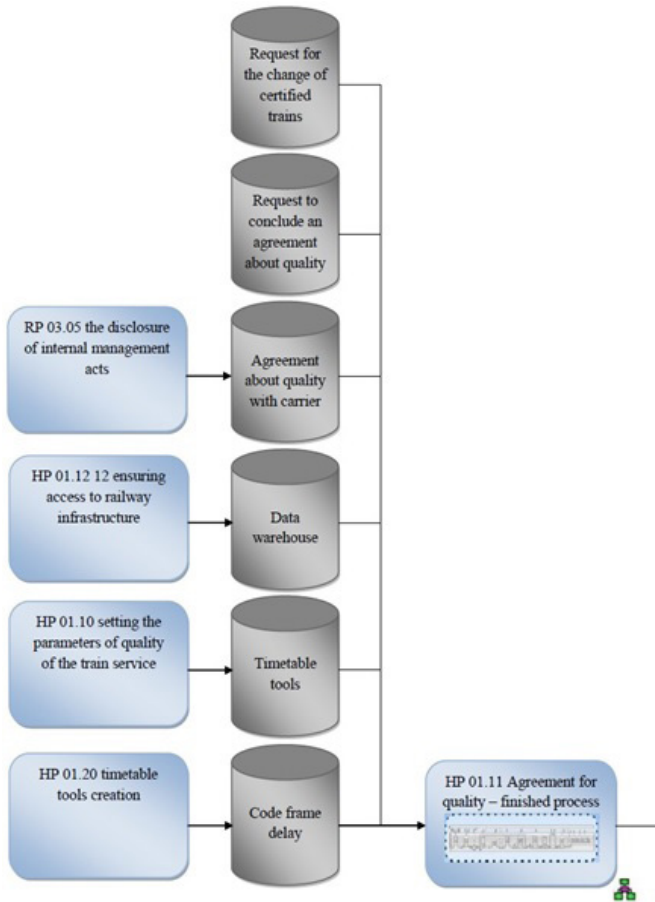 Request for
the change of
certified
trains
Request to
conclude an
agreement
about quality
RP 03.05 the disclosure
of internal management
acts
Agreement
about quality
with carrier
HP 01.12 12 ensuring
access to railway
infrastructure
Data
warehouse
HP 01.10 setting the
parameters of quality
of the train service
Timetable
tools
HP 01.20 timetable
tools creation
Code frame
delay
HP 01.11 Agreement for
quality – finished process